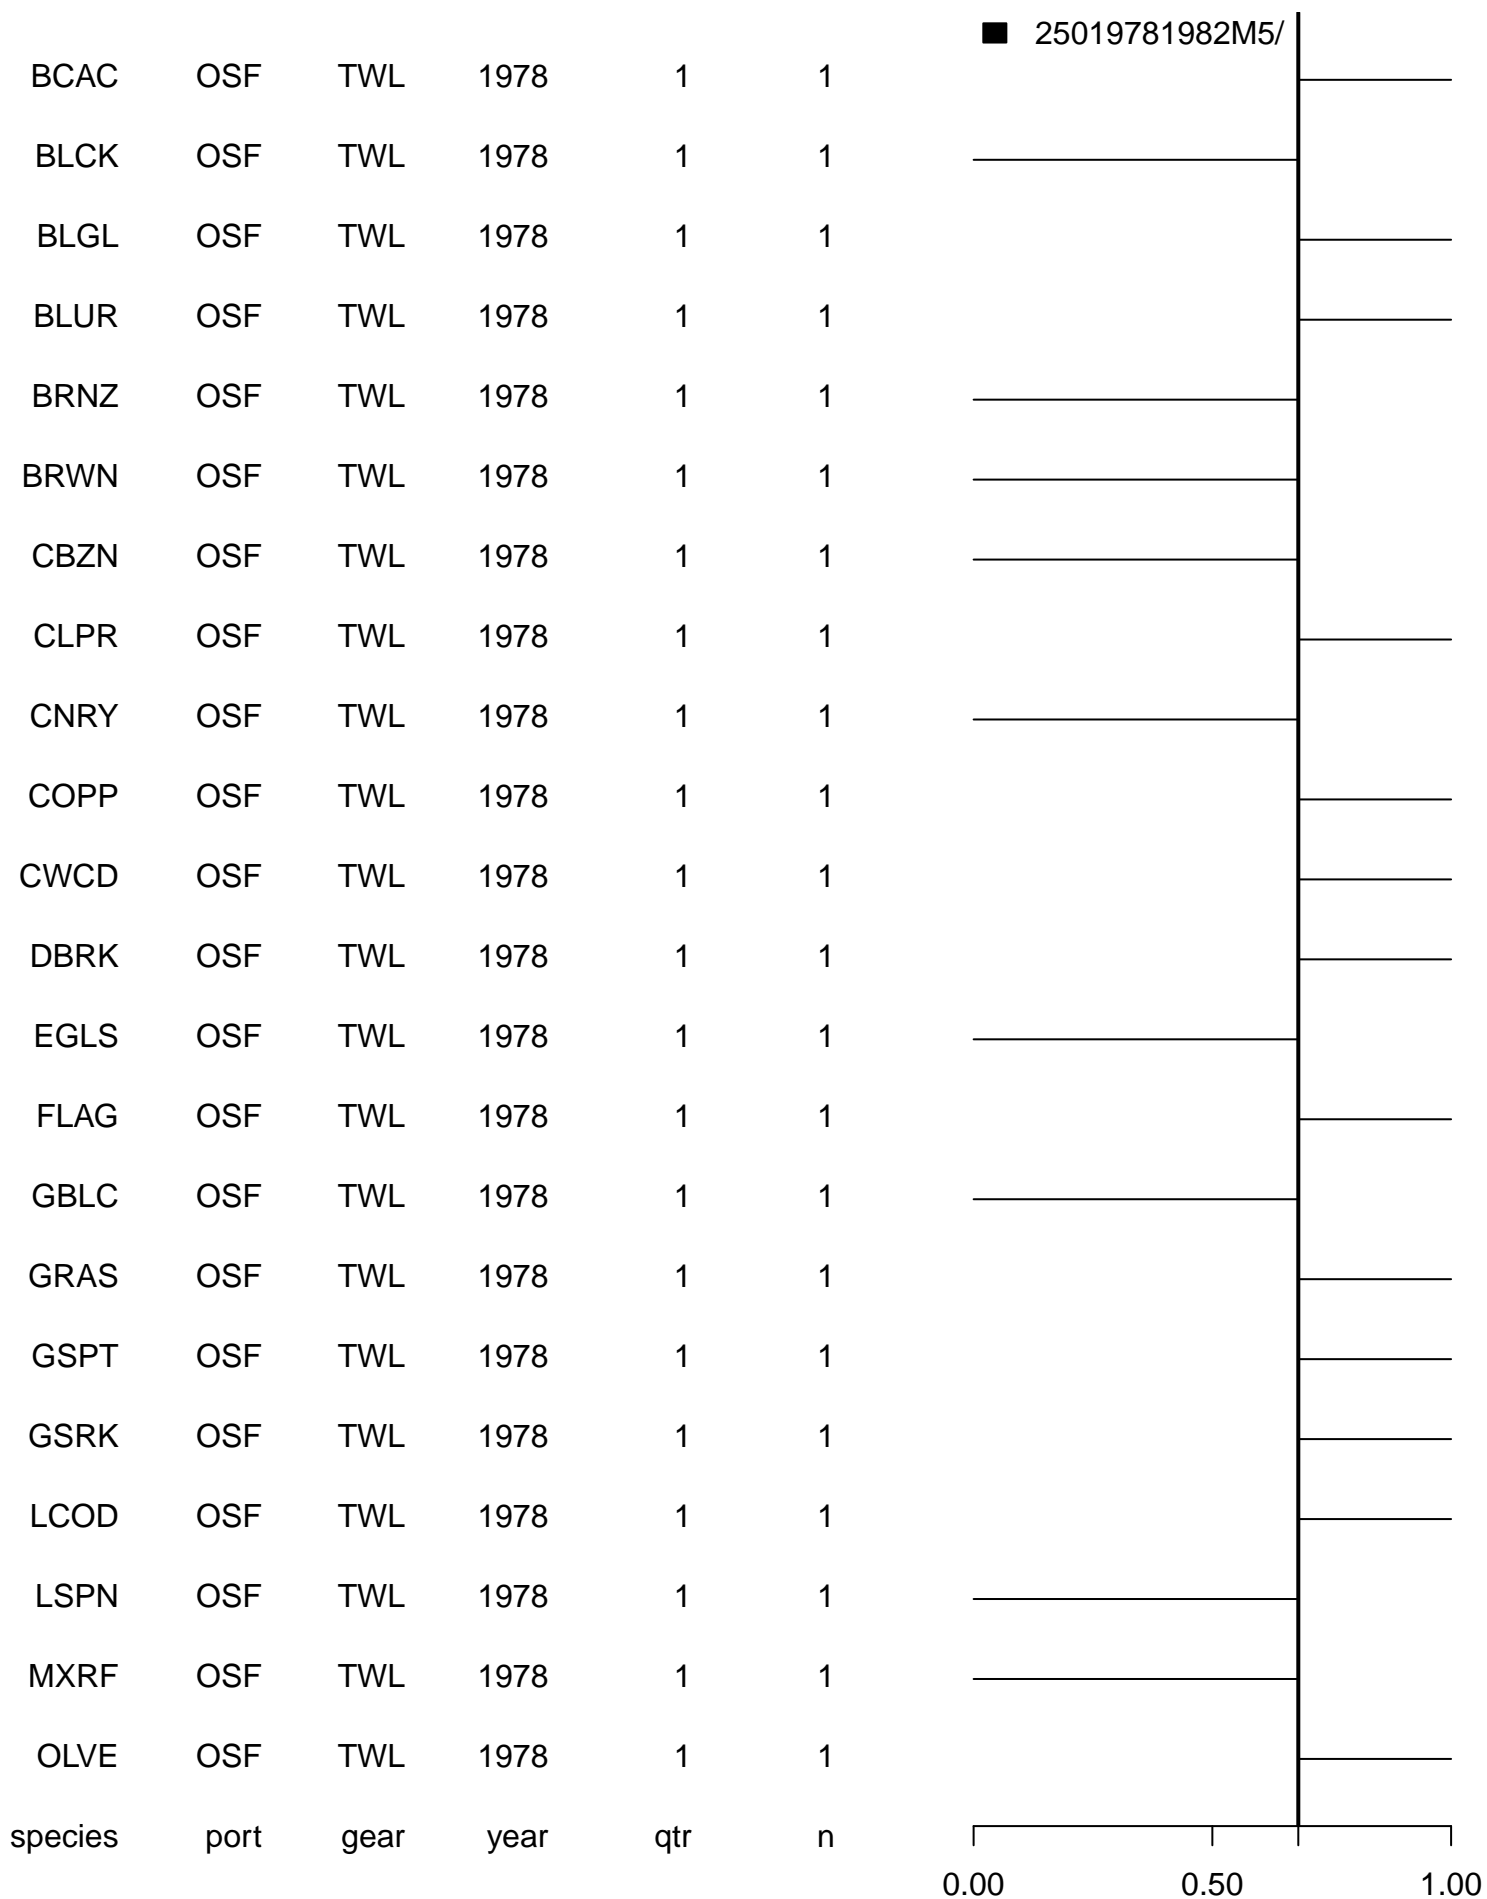 25019781982M5/
BCAC OSF TWL 1978 1 1
BLCK OSF TWL 1978 1 1
BLGL OSF TWL 1978 1 1
BLUR OSF TWL 1978 1 1
BRNZ OSF TWL 1978 1 1
BRWN OSF TWL 1978 1 1
CBZN OSF TWL 1978 1 1
CLPR OSF TWL 1978 1 1
CNRY OSF TWL 1978 1 1
COPP OSF TWL 1978 1 1
CWCD OSF TWL 1978 1 1
DBRK OSF TWL 1978 1 1
EGLS OSF TWL 1978 1 1
FLAG OSF TWL 1978 1 1
GBLC OSF TWL 1978 1 1
GRAS OSF TWL 1978 1 1
GSPT OSF TWL 1978 1 1
GSRK OSF TWL 1978 1 1
LCOD OSF TWL 1978 1 1
LSPN OSF TWL 1978 1 1
MXRF OSF TWL 1978 1 1
OLVE OSF TWL 1978 1 1
species port gear year qtr n
0.00 0.50 1.00